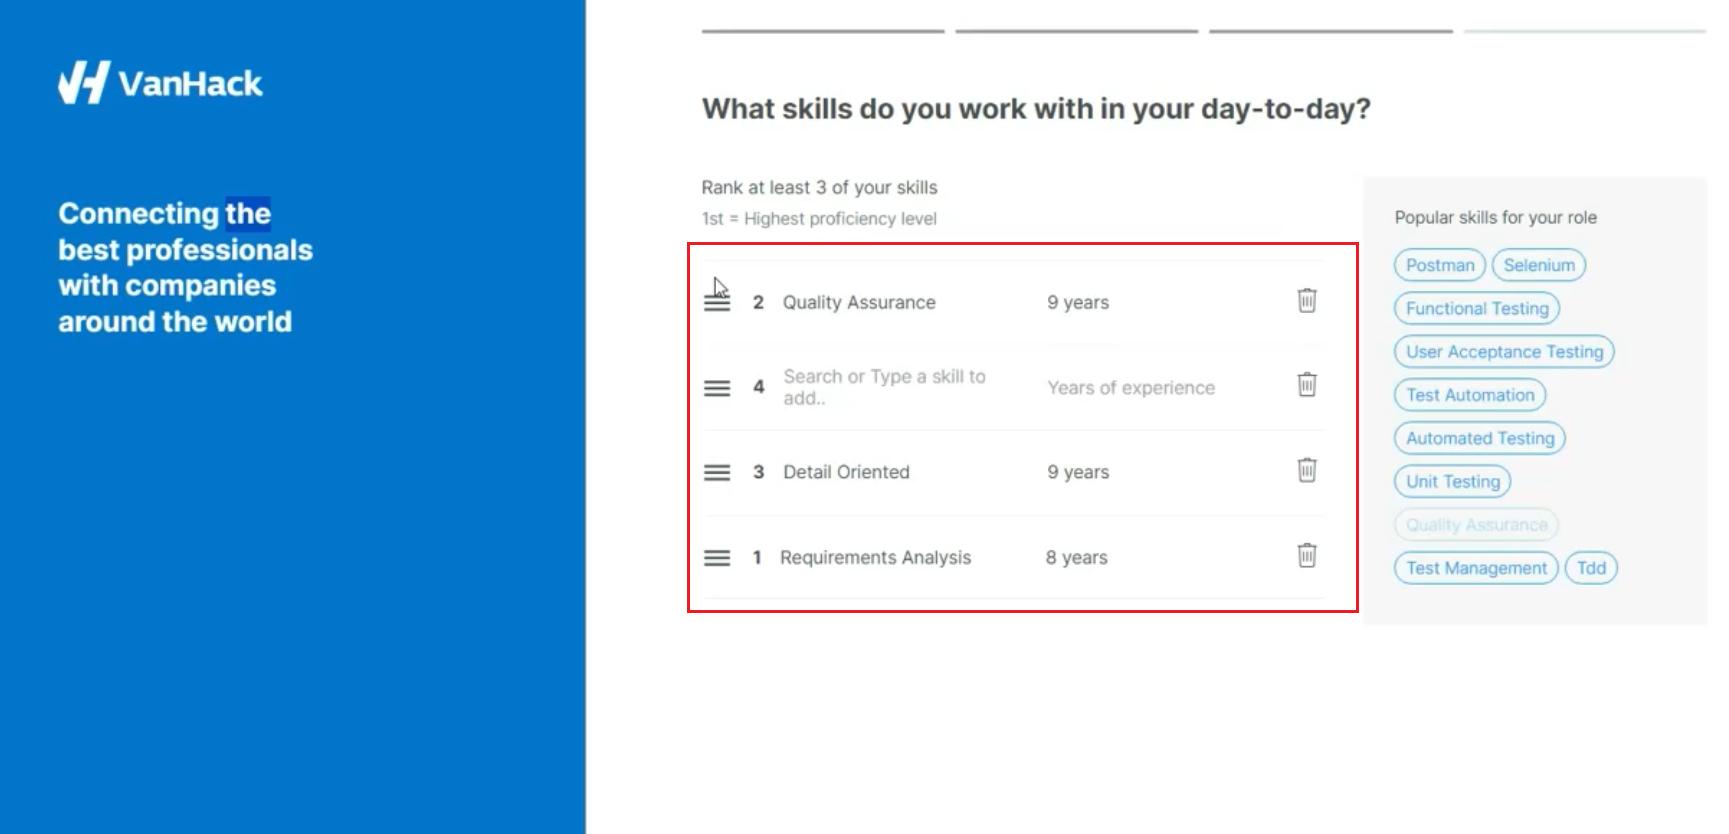 VanHack
Connecting the
best professionals
with companies
around the world
What skills do you work with in your day-to-day?
Rank at least 3 of your skills
1st = Highest proficiency level
2 Quality Assurance 9 years
4 Search or Type a skill to
add.. Years of experience
3 Detail Oriented 9 years
1 Requirements Analysis 8 years
Popular skills for your role
Postman Selenium
Functional Testing
User Acceptance Testing
Test Automation
Automated Testing
Unit Testing
Quality Assurance
Test Management Tdd